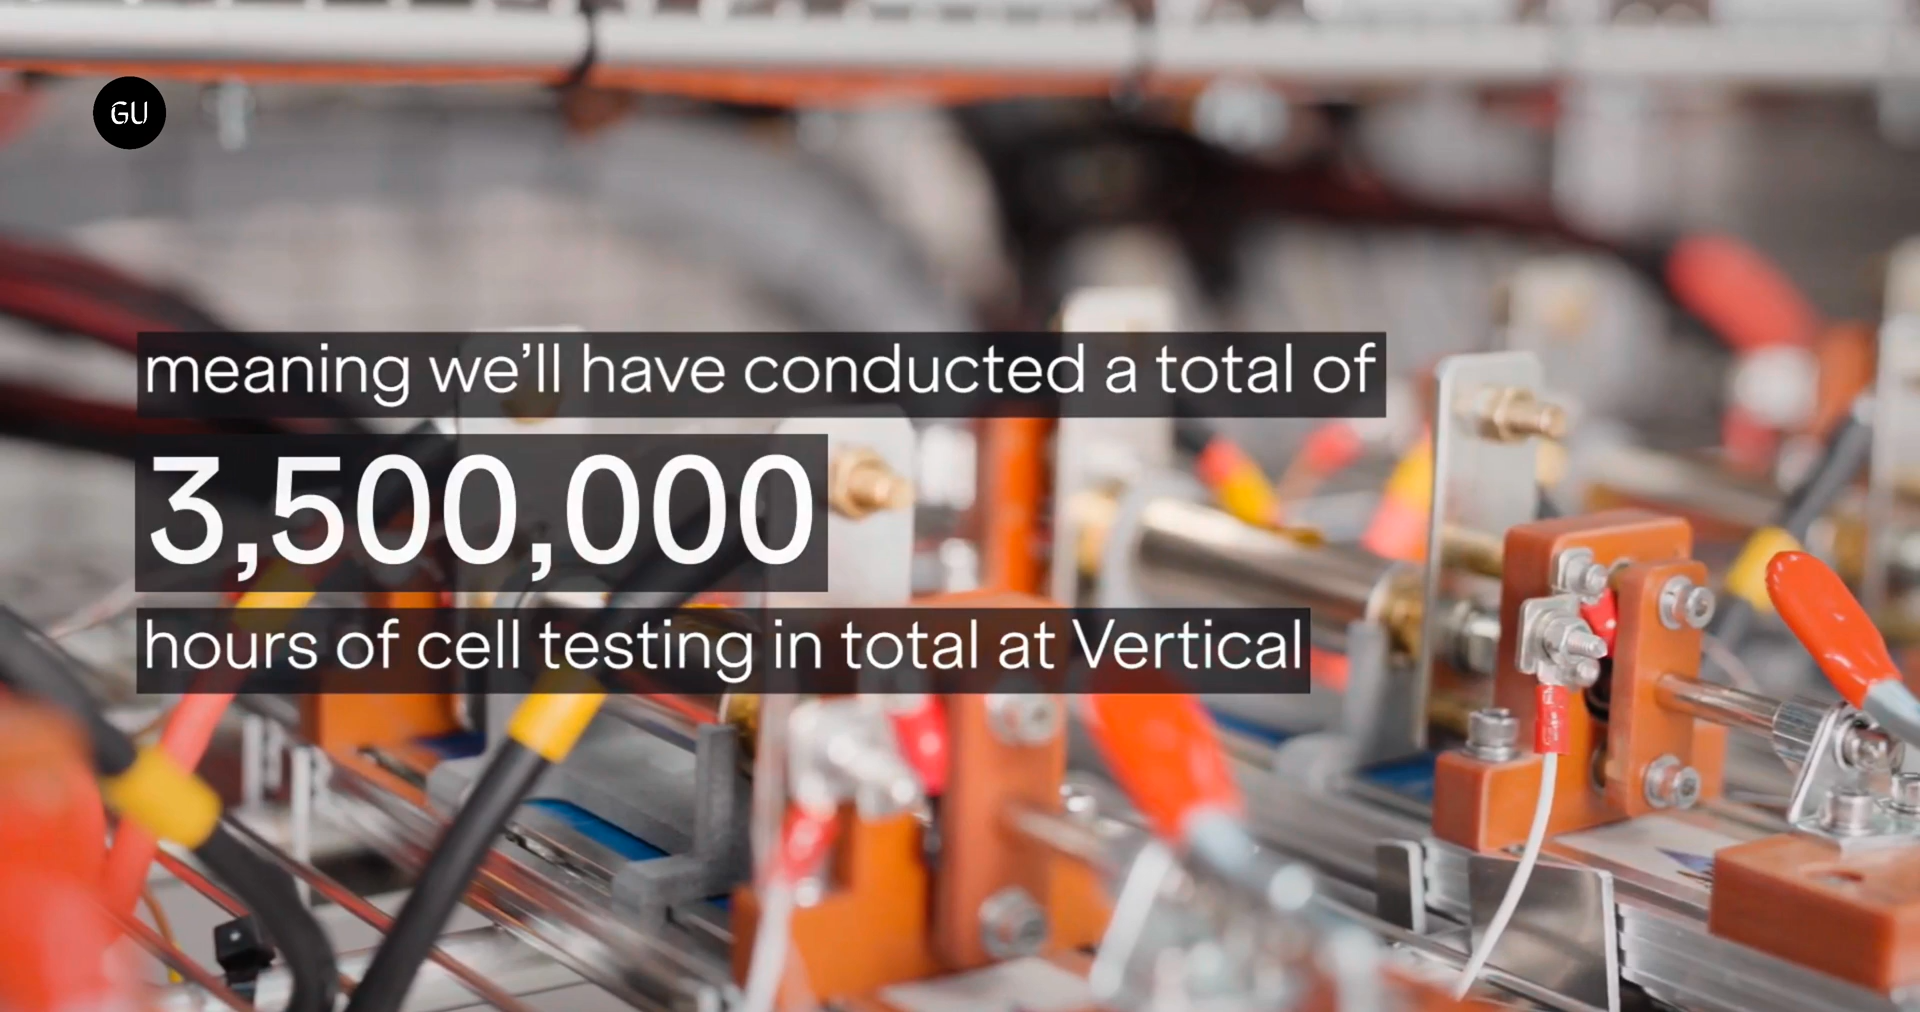 GU
meaning we’ll have conducted a total of
3,500,000
hours of cell testing in total at Vertical